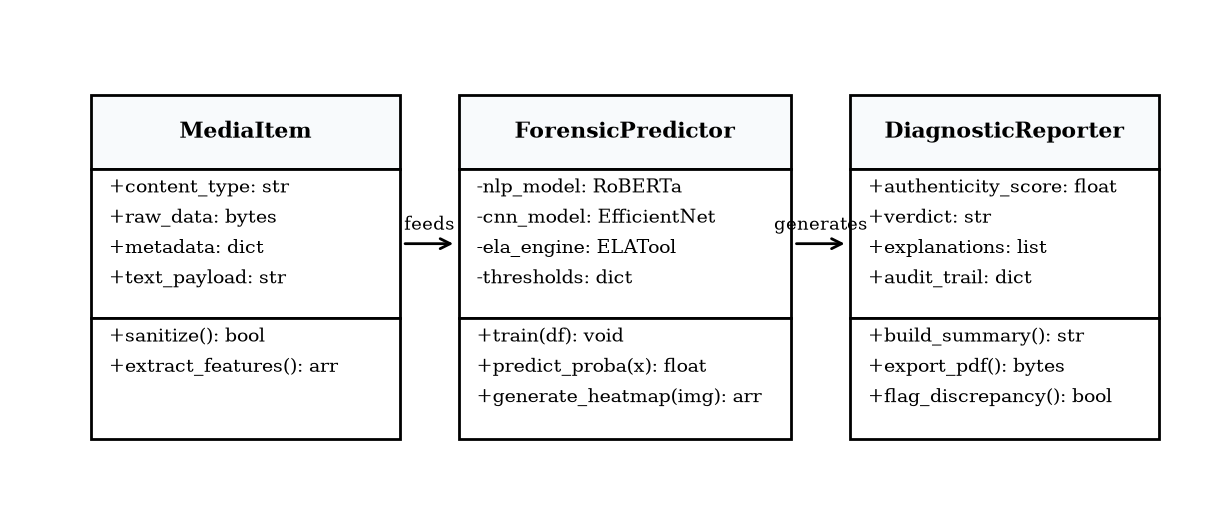 MediaItem
+content_type: str
+raw_data: bytes
+metadata: dict
+text_payload: str
+sanitize(): bool
+extract_features(): arr
feeds
ForensicPredictor
-nlp_model: RoBERTa
-cnn_model: EfficientNet
-ela_engine: ELATool
-thresholds: dict
+train(df): void
+predict_proba(x): float
+generate_heatmap(img): arr
generates
DiagnosticReporter
+authenticity_score: float
+verdict: str
+explanations: list
+audit_trail: dict
+build_summary(): str
+export_pdf(): bytes
+flag_discrepancy(): bool